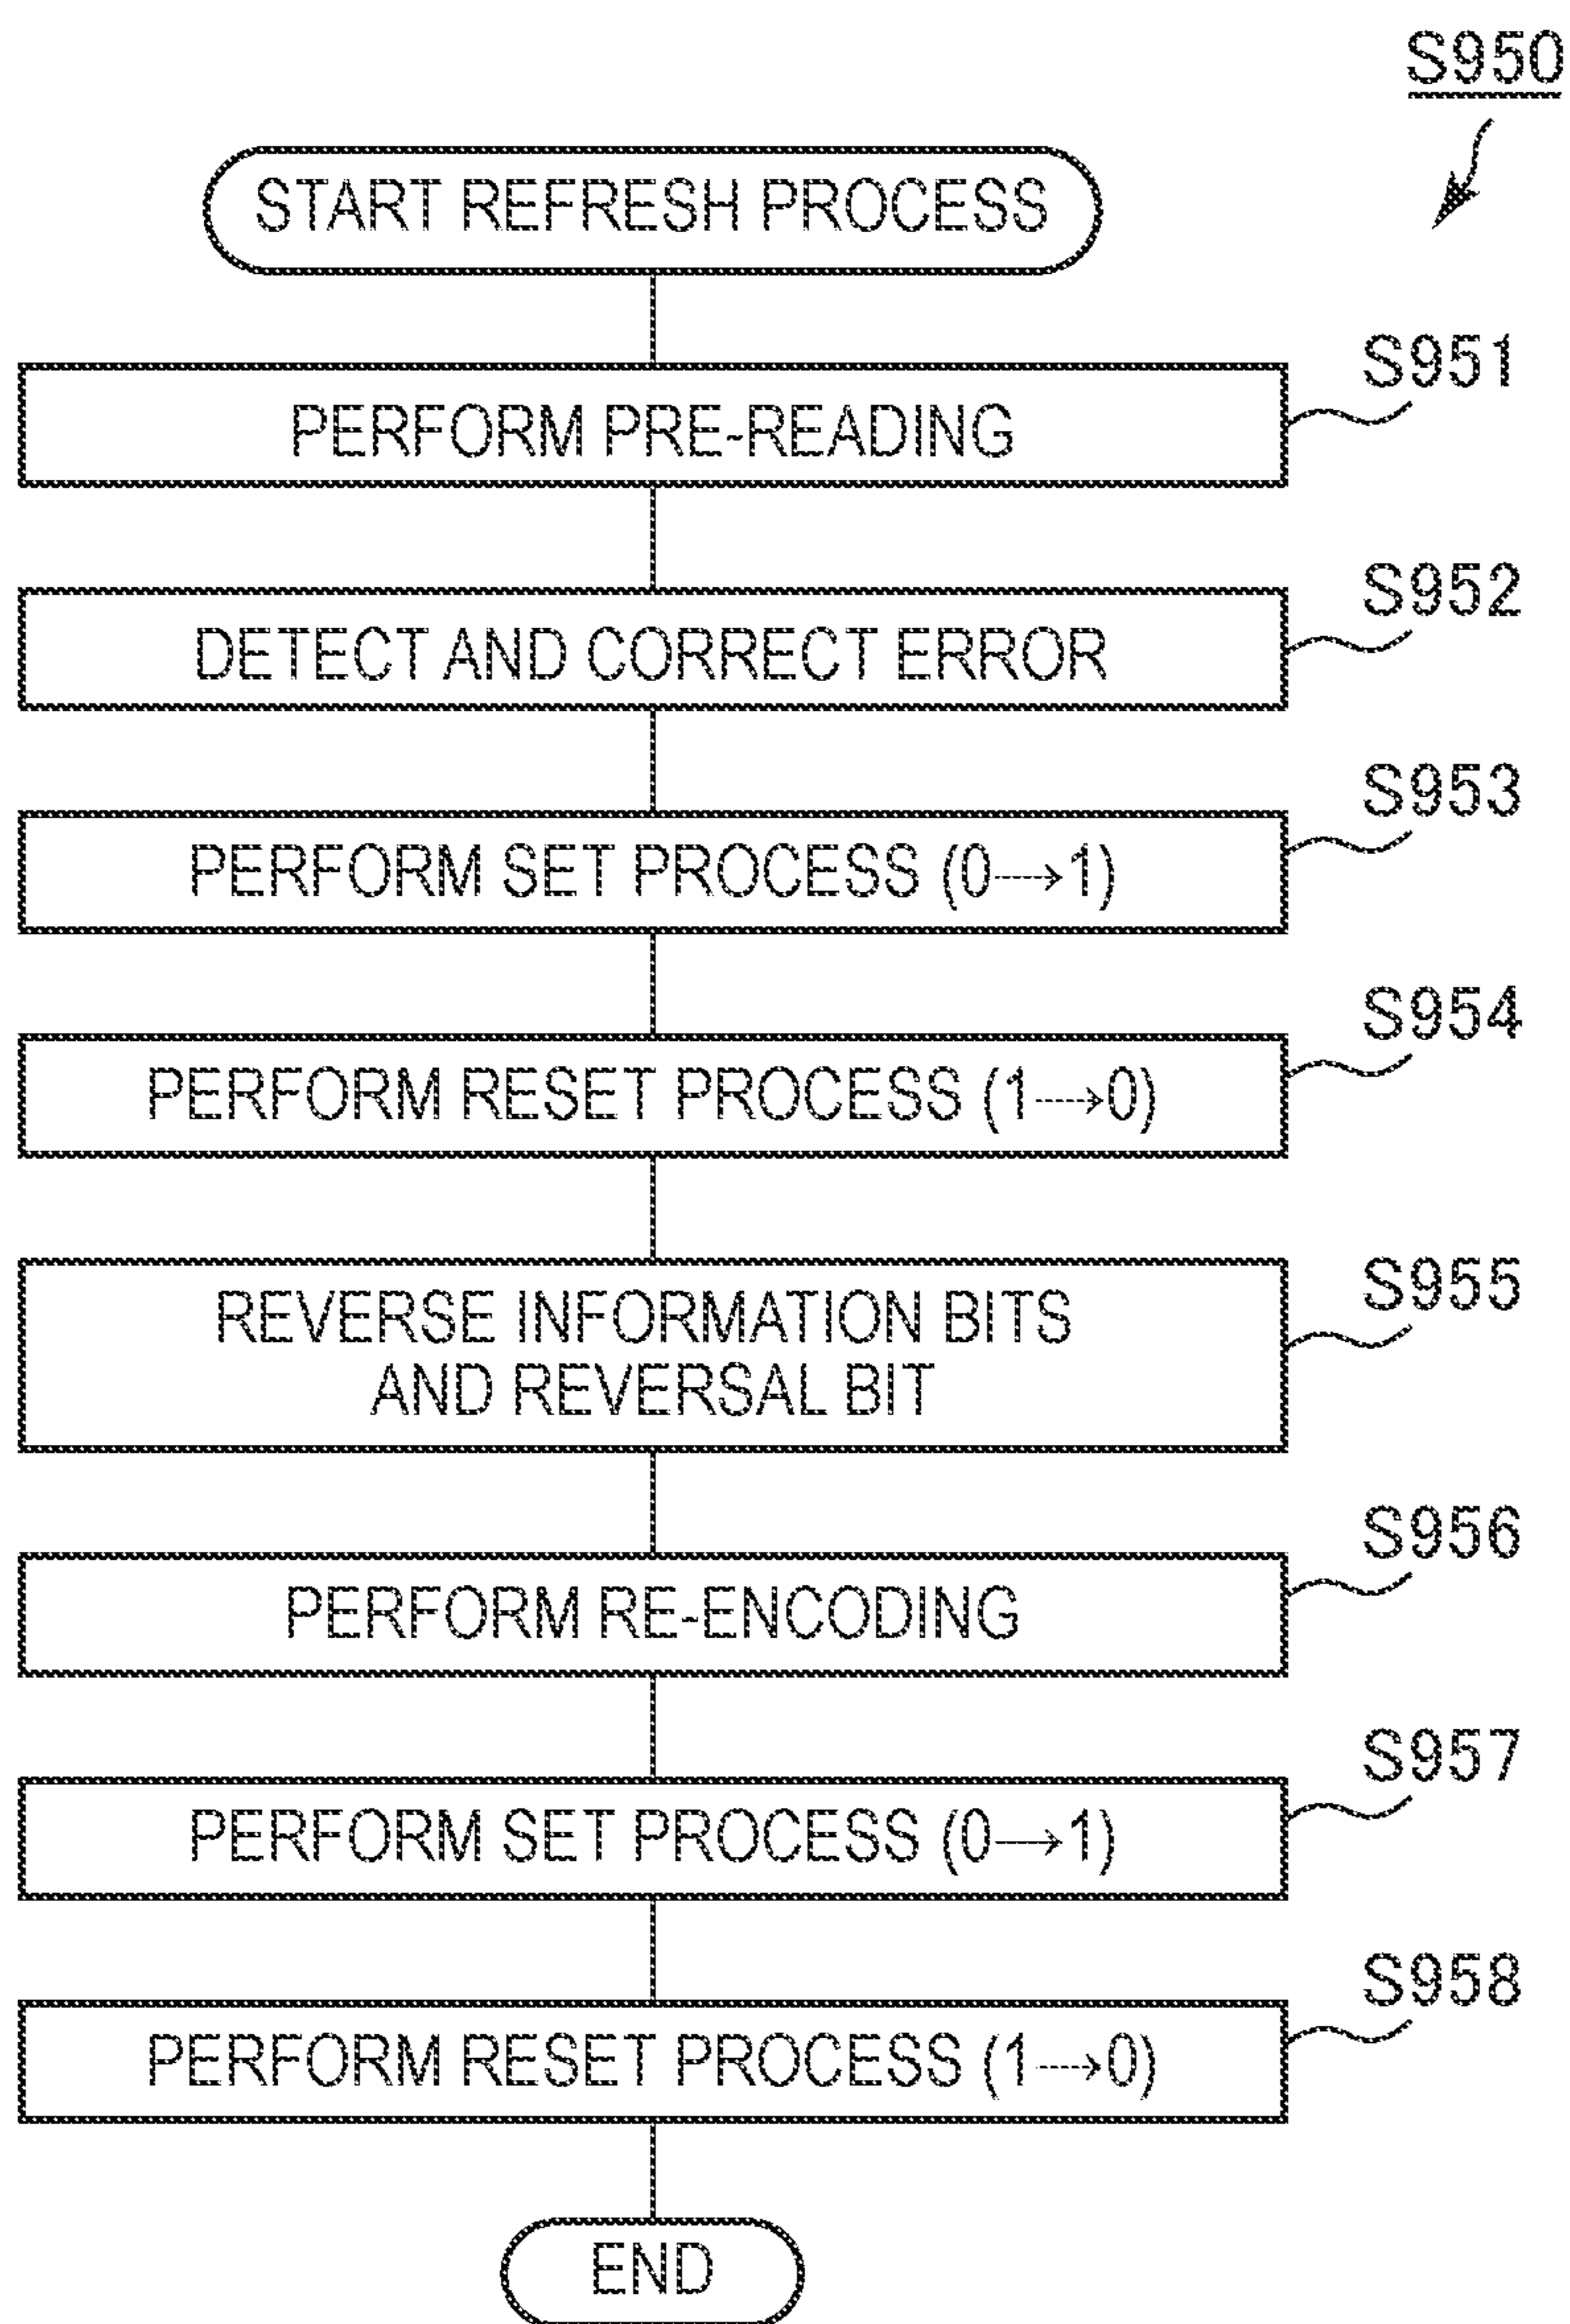 S950
START REFRESH PROCESS
S951
PERFORM PRE-READING
S952
DETECT AND CORRECT ERROR
S953
PERFORM SET PROCESS (0→1)
S954
PERFORM RESET PROCESS (1→0)
S955
REVERSE INFORMATION BITS
AND REVERSAL BIT
S956
PERFORM RE-ENCODING
S957
PERFORM SET PROCESS (0→1)
S958
PERFORM RESET PROCESS (1→0)
END